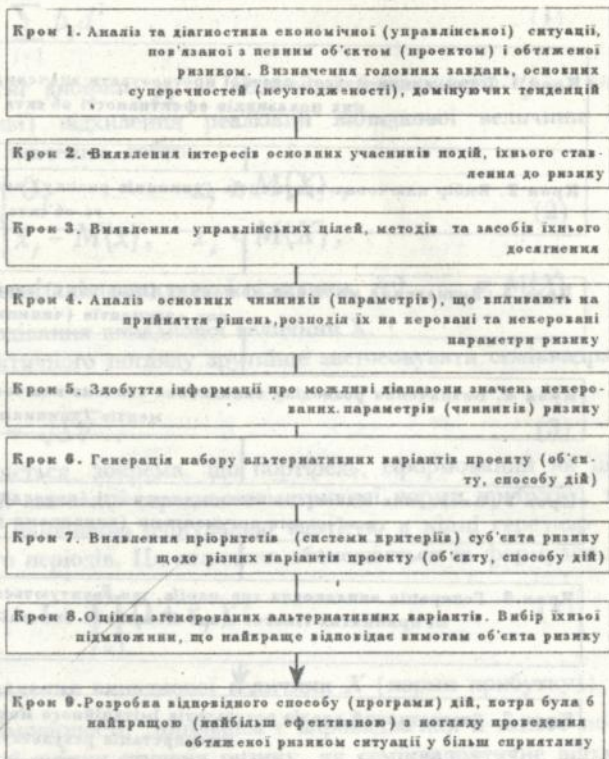 Крок 1. Аналіз та діагностика економічної (управлінської) ситуації,
пов'язаної з певним об'єктом (проектом) і обтяженої
ризиком. Визначення головних завдань, основних
суперечностей (неузгодженості), домінуючих тенденцій
Крок 2. Виявлення інтересів основних учасників подій, їхнього став-
лення до ризику
Крок 3. Виявлення управлінських цілей, методів та засобів їхнього
досягнення
Крок 4. Аналіз основних чинників (параметрів), що впливають на
прийняття рішень,розподіл їх на керовані та некеровані
параметри ризику
Крок 5. Здобуття інформації про можливі діапазони значень некеро-
ваних.параметрів (чинників) ризику
Крок 6. Генерація набору альтернативних варіантів проекту (об'єк-
ту, способу дій)
Крок 7. Виявлення пріоритетів (системи критеріїв) суб'єкта ризику
щодо різних варіантів проекту (об'єкту, способу дій)
Крок 8.Оцінка згенерованих альтернативних варіантів. Вибір їхньої
підмножини, що найкраще відповідає вимогам об'єкта ризику
Крок 9.Розробка відповідного способу (програми) дій, котра була б
найкращою (найбільш ефективною) з погляду проведення
обтяженої ризиком ситуації у більш сприятливу